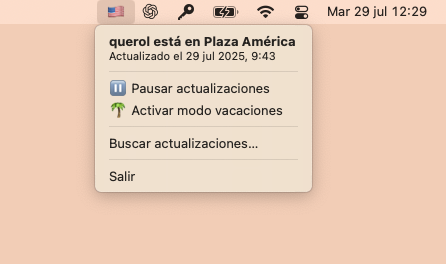 Mar 29 jul 12:29
querol está en Plaza América
Actualizado el 29 jul 2025, 9:43
Pausar actualizaciones
Activar modo vacaciones
Buscar actualizaciones...
Salir